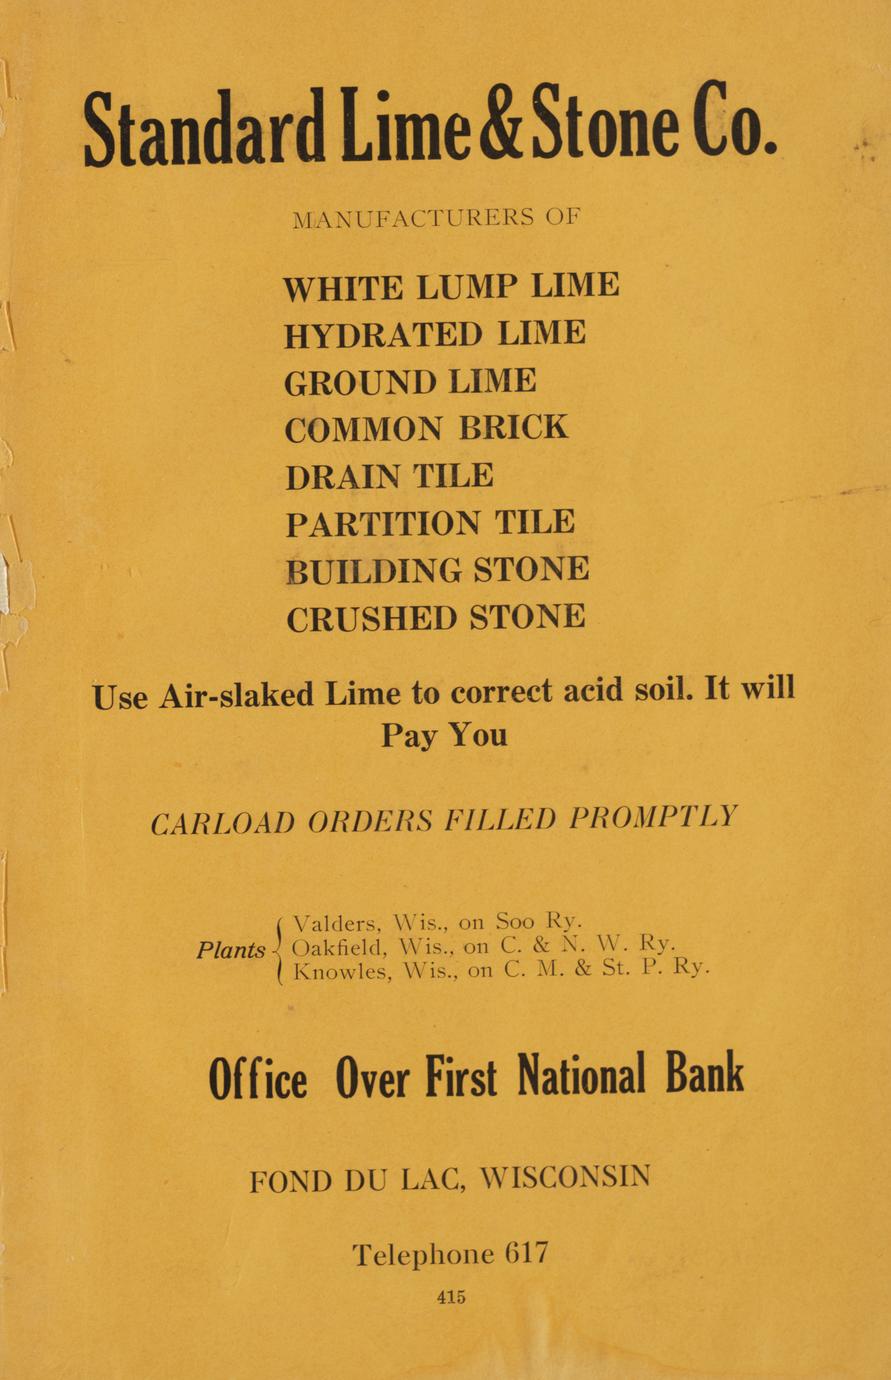 Standard Lime & Stone Co.
MANUFACTURERS OF
WHITE LUMP LIME
HYDRATED LIME
GROUND LIME
COMMON BRICK
DRAIN TILE
PARTITION TILE
BUILDING STONE
CRUSHED STONE
Use Air-slaked Lime to correct acid soil. It will
Pay You
CARLOAD ORDERS FILLED PROMPTLY
Valders, Wis., on Soo Ry.
Plants { Oakfield, Wis., on C. & N. W. Ry.
Knowles, Wis., on C. M. & St. P. Ry.
Office Over First National Bank
FOND DU LAC, WISCONSIN
Telephone 617
415